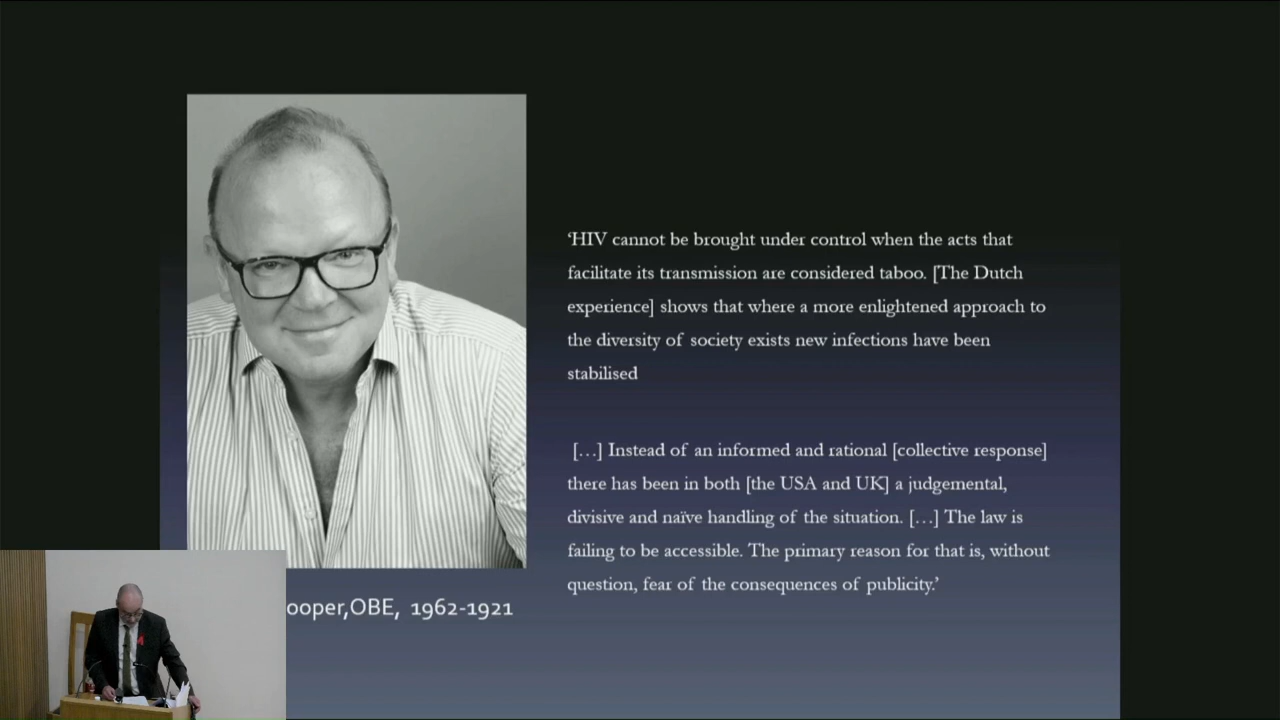 ‘HIV cannot be brought under control when the acts that
facilitate its transmission are considered taboo. [The Dutch
experience] shows that where a more enlightened approach to
the diversity of society exists new infections have been
stabilised
[…] Instead of an informed and rational [collective response]
there has been in both [the USA and UK] a judgemental,
divisive and naïve handling of the situation. […] The law is
failing to be accessible. The primary reason for that is, without
question, fear of the consequences of publicity.’
ooper,OBE, 1962-1921